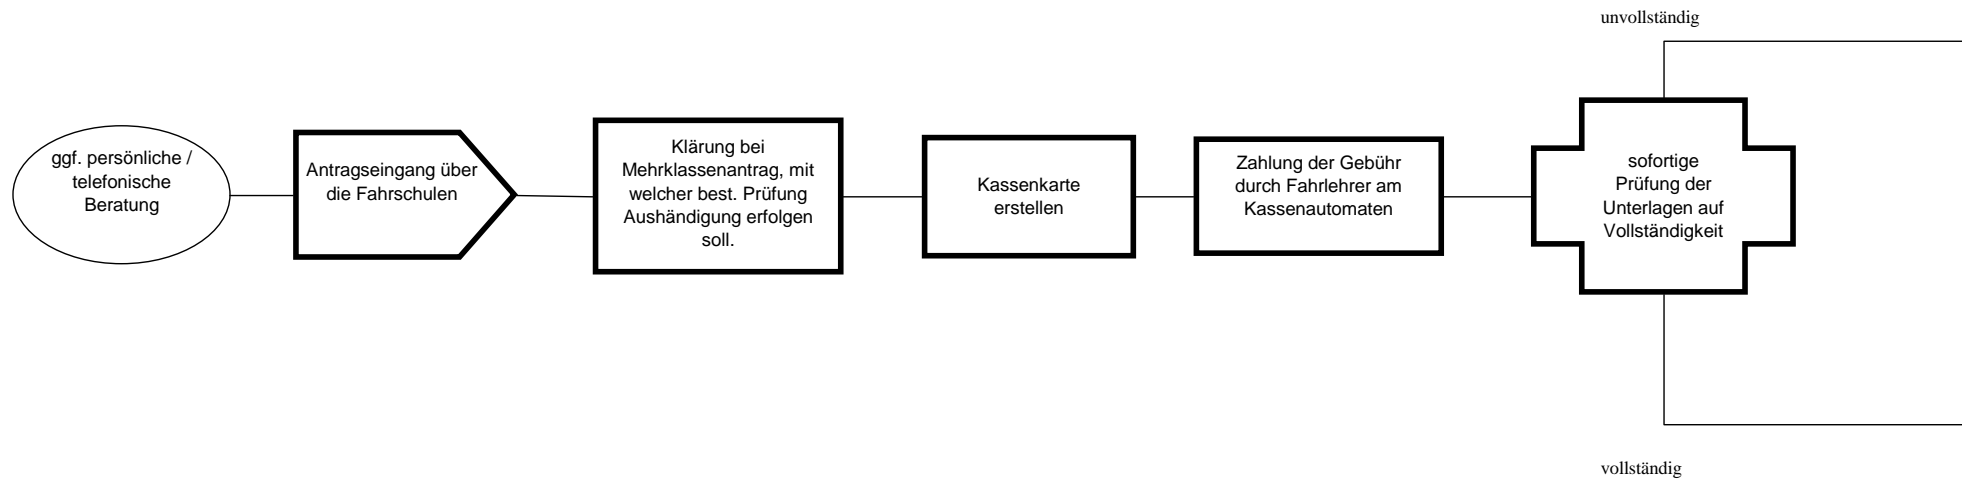 unvollständig
ggf. persönliche /
telefonische
Beratung
Antragseingang über
die Fahrschulen
Klärung bei
Mehrklassenantrag, mit
welcher best. Prüfung
Aushändigung erfolgen
soll.
Kassenkarte
erstellen
Zahlung der Gebühr
durch Fahrlehrer am
Kassenautomaten
sofortige
Prüfung der
Unterlagen auf
Vollständigkeit
vollständig